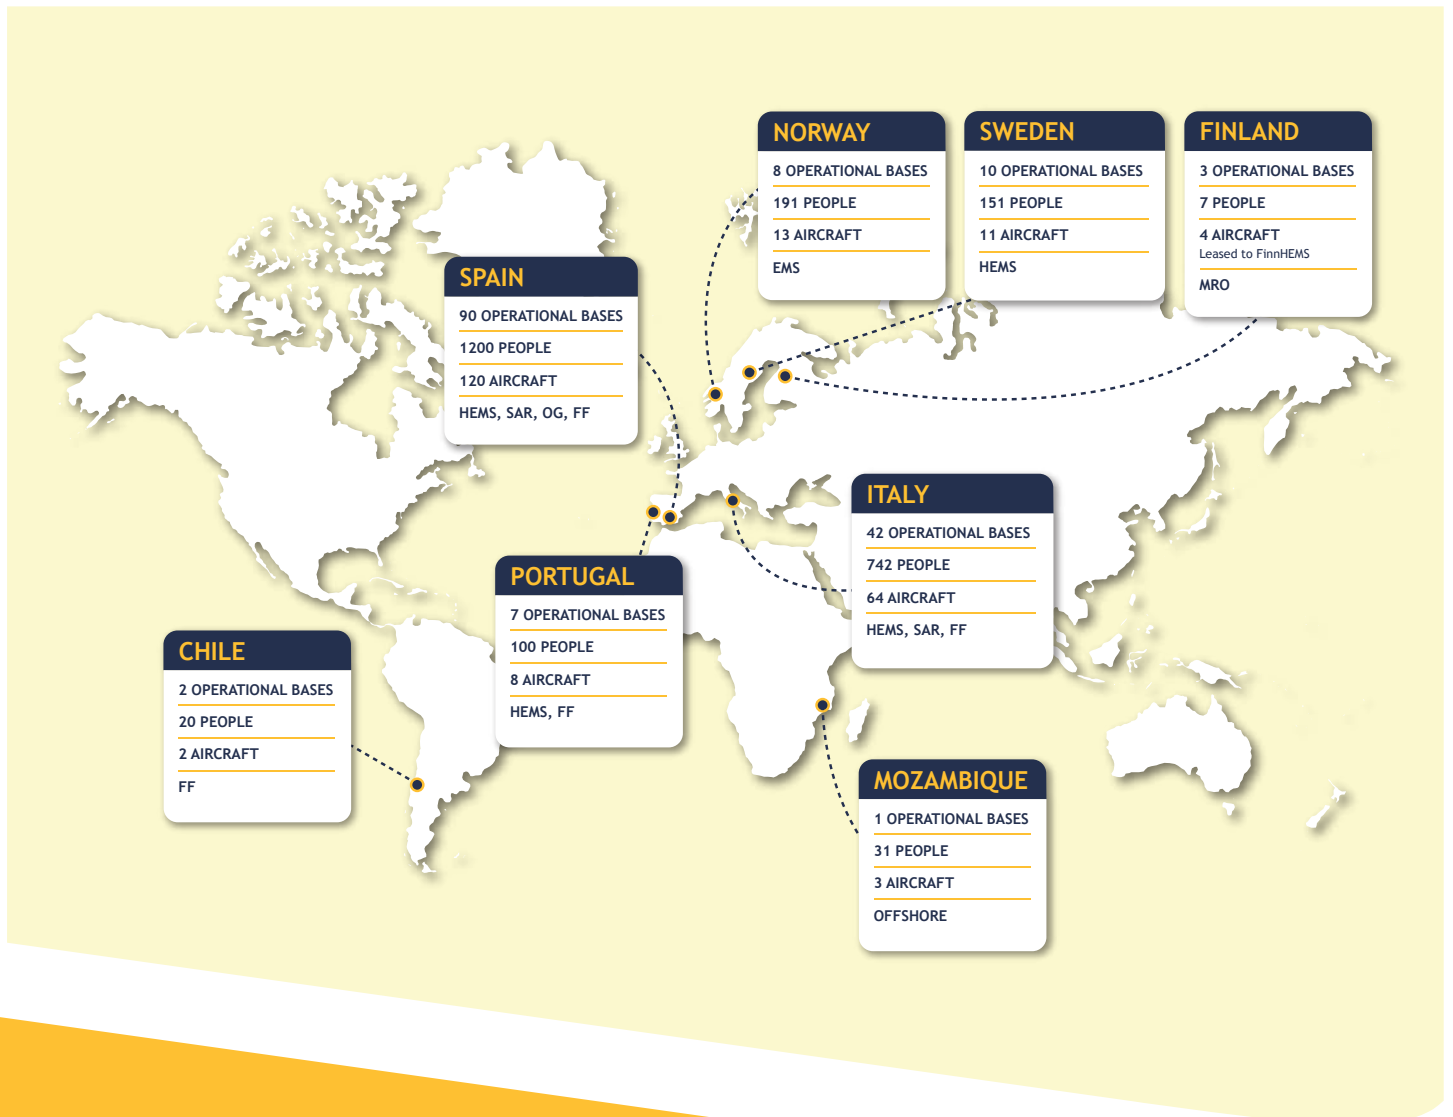 NORWAY
8 OPERATIONAL BASES
191 PEOPLE
13 AIRCRAFT
EMS
SWEDEN
10 OPERATIONAL BASES
151 PEOPLE
11 AIRCRAFT
HEMS
FINLAND
3 OPERATIONAL BASES
7 PEOPLE
4 AIRCRAFT
Leased to FinnHEMS
MRO
SPAIN
90 OPERATIONAL BASES
1200 PEOPLE
120 AIRCRAFT
HEMS, SAR, OG, FF
ITALY
42 OPERATIONAL BASES
742 PEOPLE
64 AIRCRAFT
HEMS, SAR, FF
PORTUGAL
7 OPERATIONAL BASES
100 PEOPLE
8 AIRCRAFT
HEMS, FF
CHILE
2 OPERATIONAL BASES
20 PEOPLE
2 AIRCRAFT
FF
MOZAMBIQUE
1 OPERATIONAL BASES
31 PEOPLE
3 AIRCRAFT
OFFSHORE